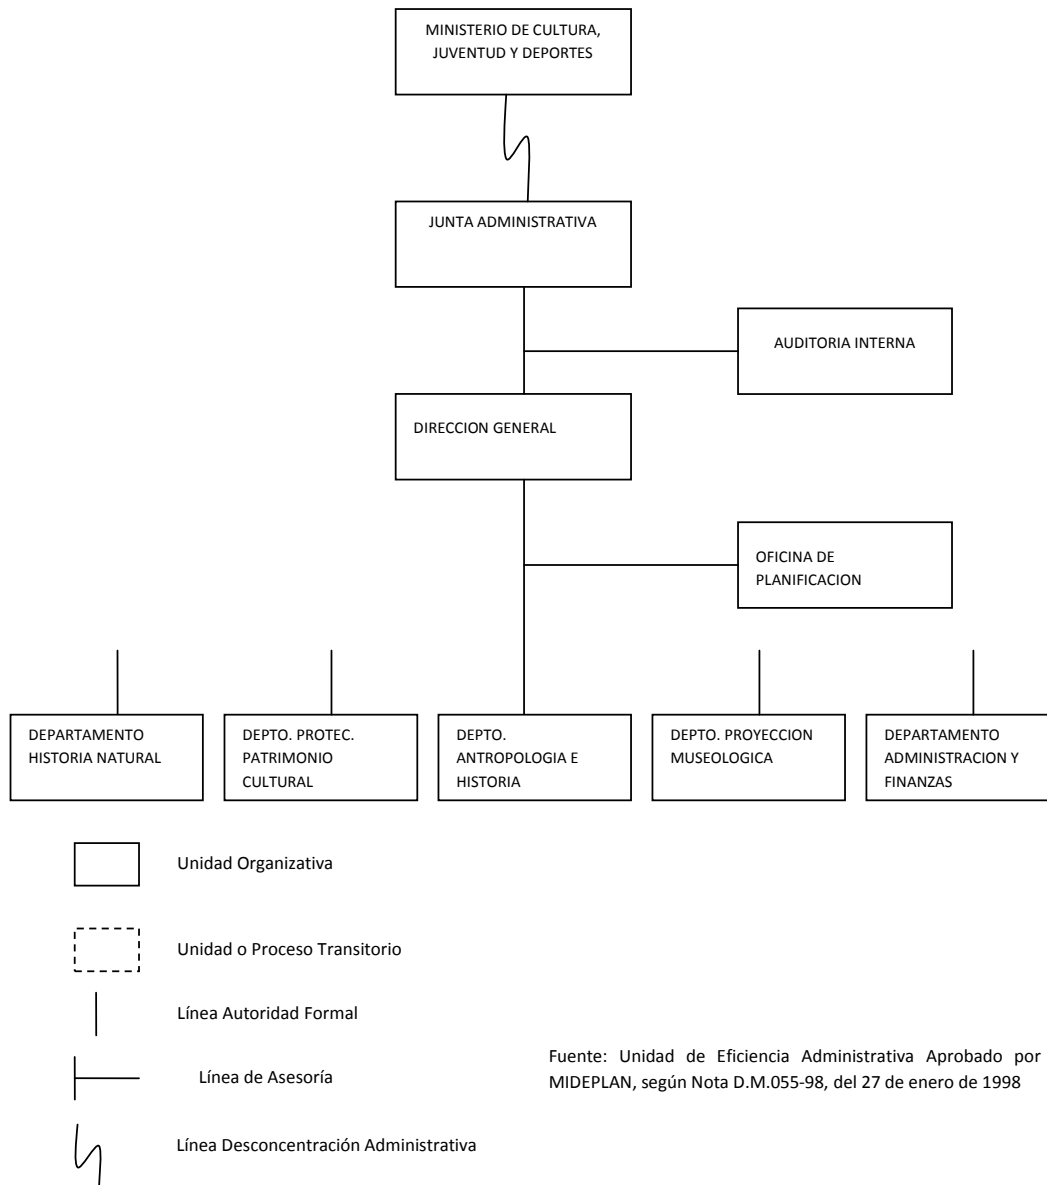 MINISTERIO DE CULTURA,
JUVENTUD Y DEPORTES
JUNTA ADMINISTRATIVA
AUDITORIA INTERNA
DIRECCION GENERAL
OFICINA DE
PLANIFICACION
DEPARTAMENTO
HISTORIA NATURAL
DEPTO. PROTEC.
PATRIMONIO
CULTURAL
DEPTO.
ANTROPOLOGIA E
HISTORIA
DEPTO. PROYECCION
MUSEOLOGICA
DEPARTAMENTO
ADMINISTRACION Y
FINANZAS
Unidad Organizativa
Unidad o Proceso Transitorio
Línea Autoridad Formal
Línea de Asesoría
Línea Desconcentración Administrativa
Fuente: Unidad de Eficiencia Administrativa Aprobado por
MIDEPLAN, según Nota D.M.055-98, del 27 de enero de 1998